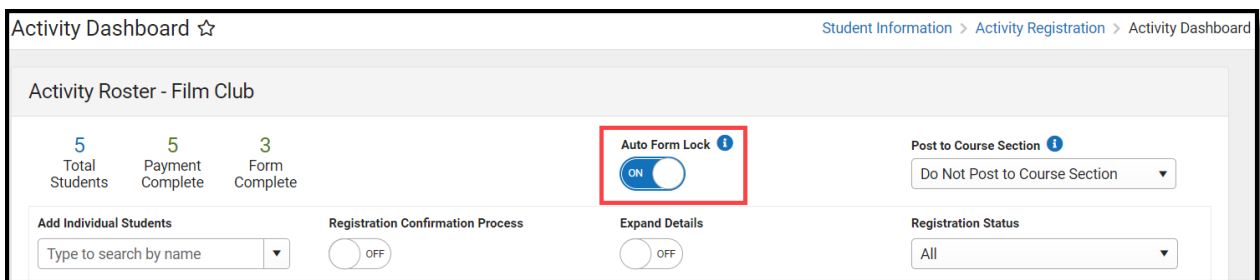 Activity Dashboard
Student Information > Activity Registration > Activity Dashboard
Activity Roster - Film Club
5
Total
Students
5
Payment
Complete
3
Form
Complete
Auto Form Lock
ON
Post to Course Section
Do Not Post to Course Section
Add Individual Students
Type to search by name
Registration Confirmation Process
OFF
Expand Details
OFF
Registration Status
All